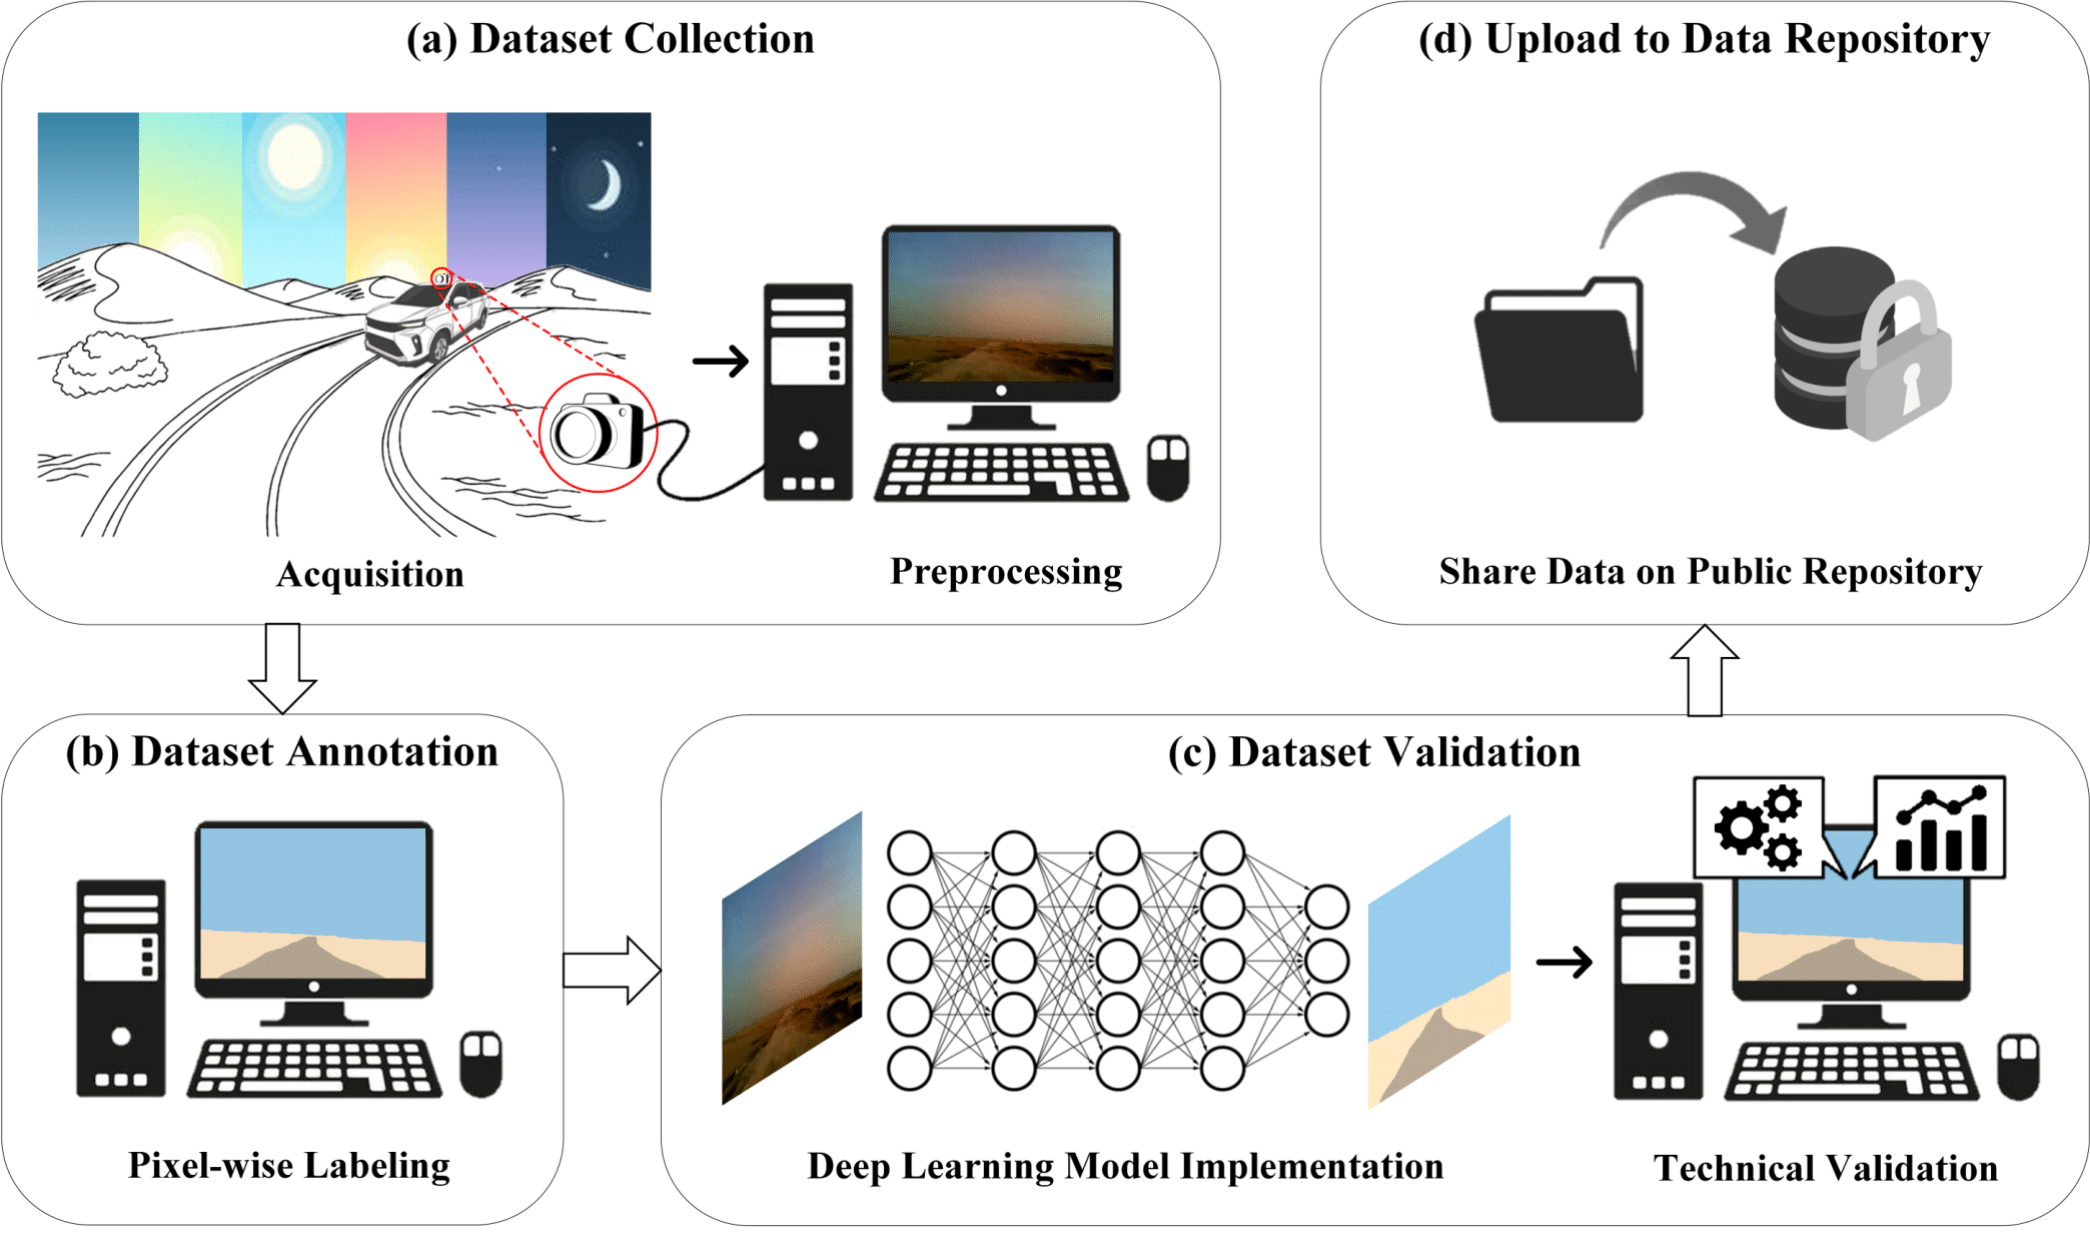 (a) Dataset Collection
Acquisition
Preprocessing
(b) Dataset Annotation
Pixel-wise Labeling
(c) Dataset Validation
Deep Learning Model Implementation
Technical Validation
(d) Upload to Data Repository
Share Data on Public Repository